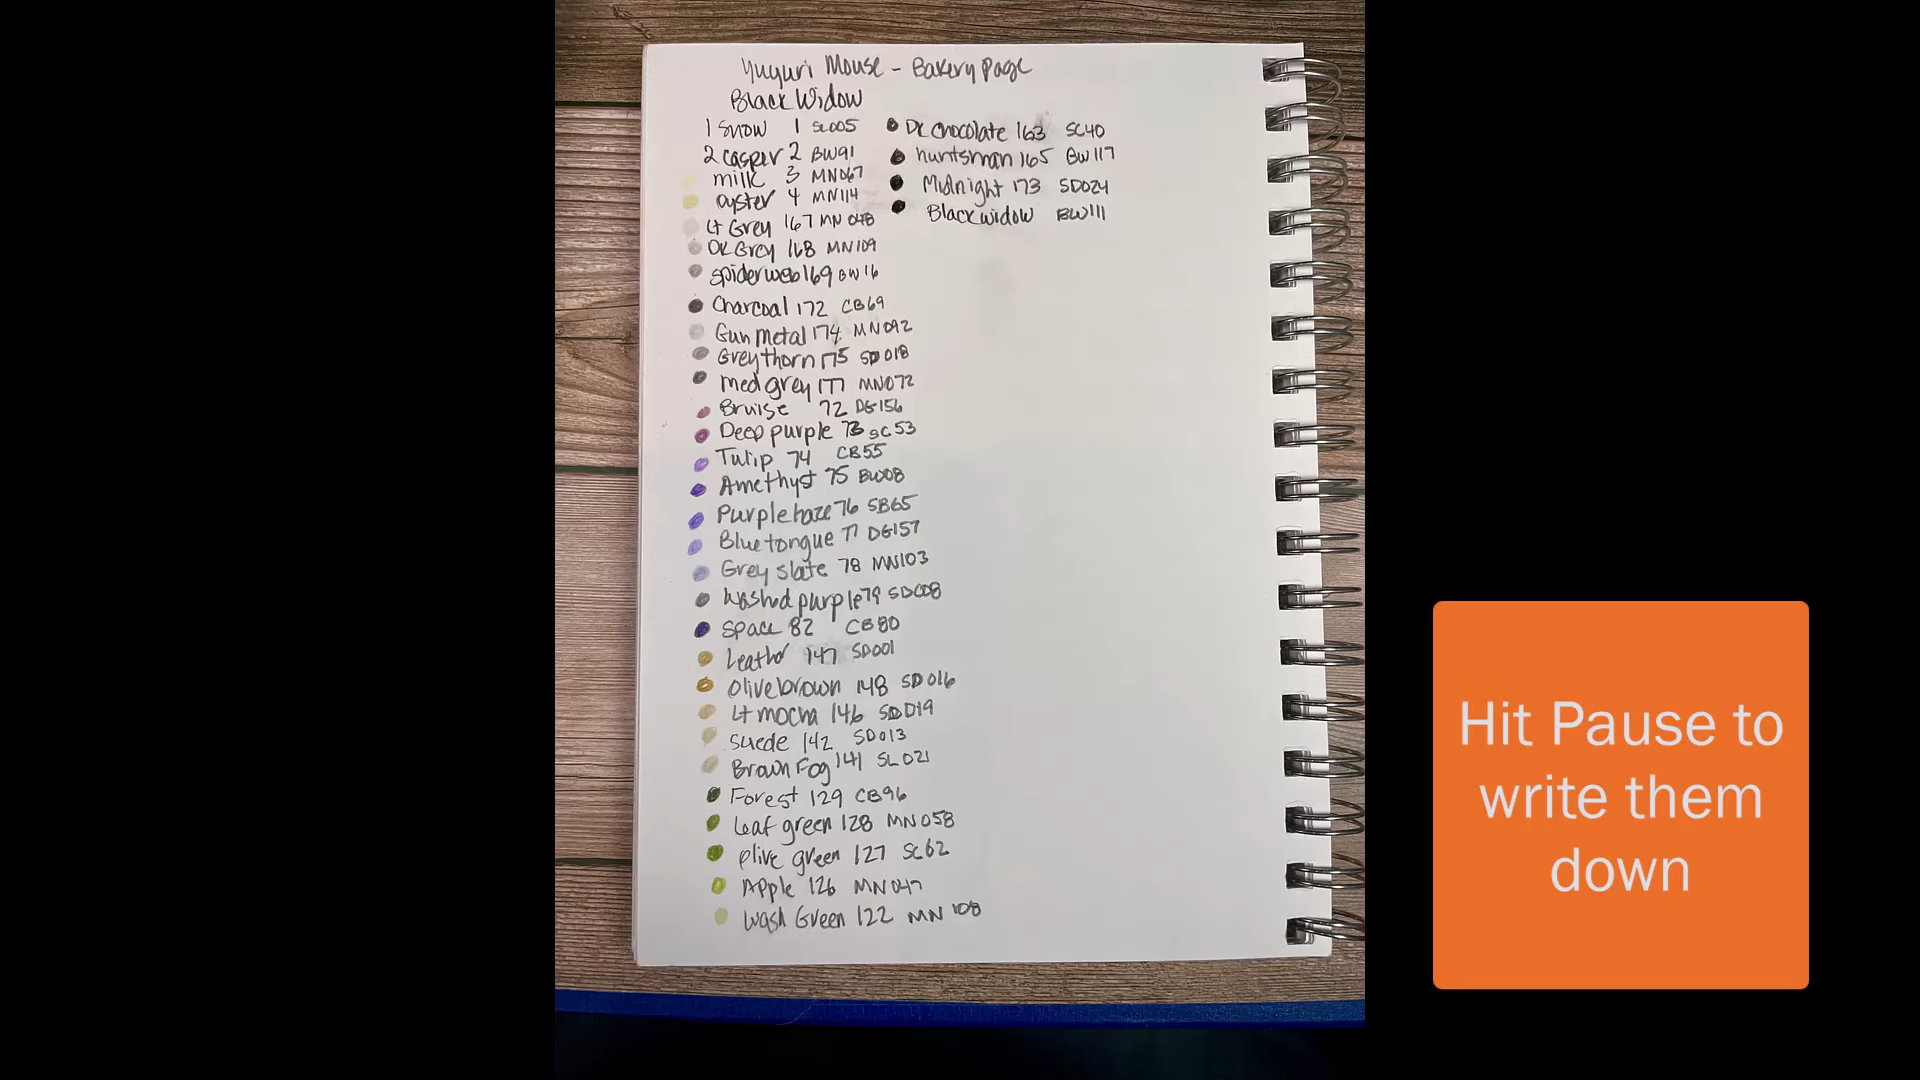 Yuyuri Mouse - Bakery Page
Black Widow
1 Snow 1 SL005
2 Casper 2 BW91
milk 3 MN067
oyster 4 MN114
Lt Grey 167 MN 048
Dk Grey 168 MN109
spiderweb 169 BW16
Charcoal 172 CB69
Gun Metal 174 MN092
Greythorn 175 SD018
med grey 177 MN072
Bruise 72 DG156
Deep purple 73 SC53
Tulip 74 CB55
Amethyst 75 BW08
Purple haze 76 SB65
Blue tongue 77 DG157
Grey slate 78 MN103
Washed purple 79 SD008
Space 82 CB80
Leather 147 SD001
olive brown 148 SD016
Lt mocha 146 SDD19
Suede 142 SD013
Brown Fog 141 SL021
Forest 129 CB96
Leaf green 128 MN058
olive green 127 SC62
Apple 126 MN047
Wash Green 122 MN 108
Dk Chocolate 163 SC40
huntsman 165 BW117
Midnight 173 SD024
Black widow BW111
Hit Pause to
write them
down